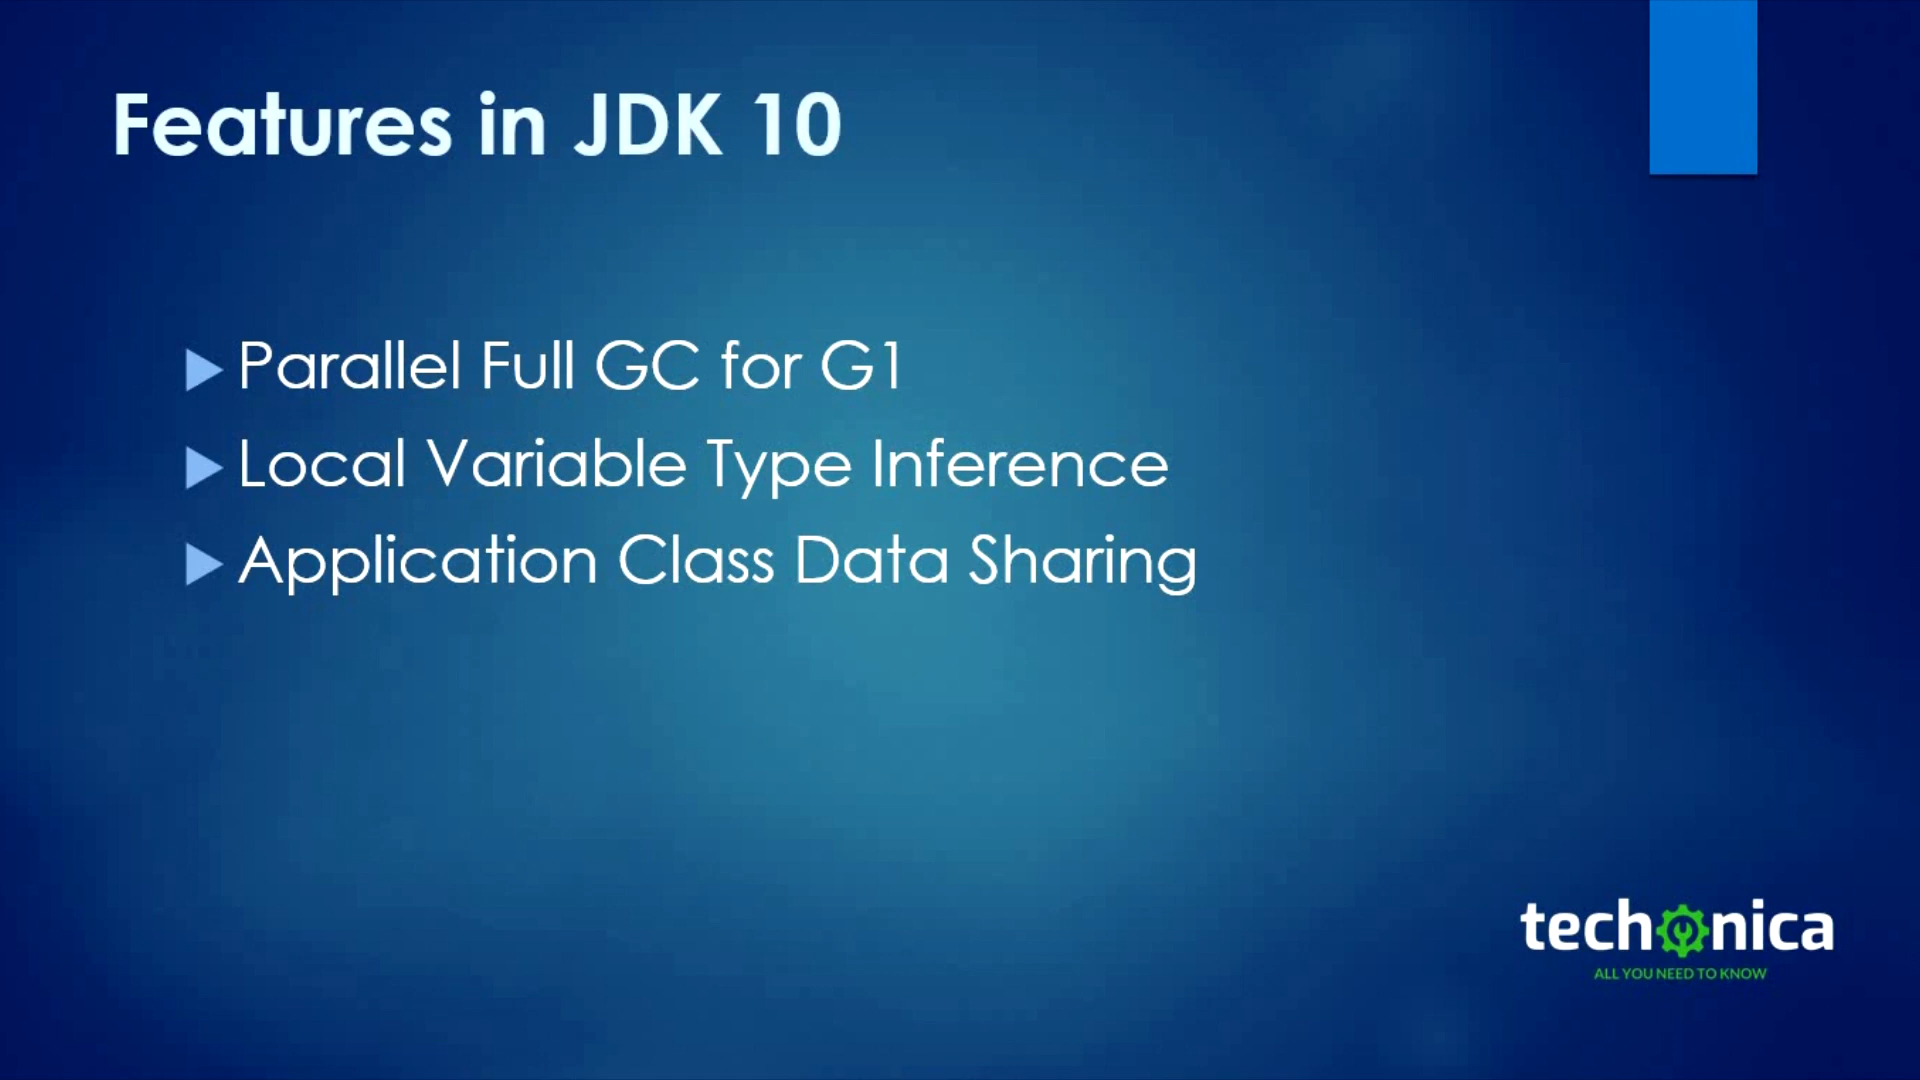 Features in JDK 10
Parallel Full GC for G1
Local Variable Type Inference
Application Class Data Sharing
techonica
ALL YOU NEED TO KNOW